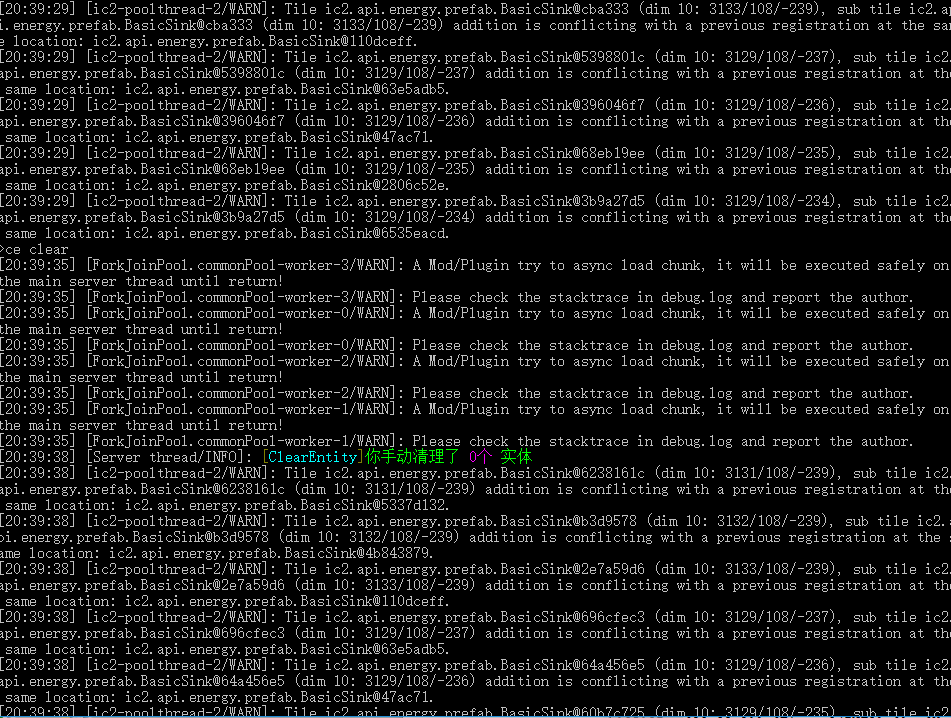 [20:39:29] [ic2-poolthread-2/WARN]: Tile ic2.api.energy.prefab.BasicSink@cba333 (dim 10: 3133/108/-239), sub tile ic2.ap
i.energy.prefab.BasicSink@cba333 (dim 10: 3133/108/-239) addition is conflicting with a previous registration at the sam
e location: ic2.api.energy.prefab.BasicSink@110dceff.
[20:39:29] [ic2-poolthread-2/WARN]: Tile ic2.api.energy.prefab.BasicSink@5398801c (dim 10: 3129/108/-237), sub tile ic2.
api.energy.prefab.BasicSink@5398801c (dim 10: 3129/108/-237) addition is conflicting with a previous registration at the
 same location: ic2.api.energy.prefab.BasicSink@63e5adb5.
[20:39:29] [ic2-poolthread-2/WARN]: Tile ic2.api.energy.prefab.BasicSink@396046f7 (dim 10: 3129/108/-236), sub tile ic2.
api.energy.prefab.BasicSink@396046f7 (dim 10: 3129/108/-236) addition is conflicting with a previous registration at the
 same location: ic2.api.energy.prefab.BasicSink@47ac71.
[20:39:29] [ic2-poolthread-2/WARN]: Tile ic2.api.energy.prefab.BasicSink@68eb19ee (dim 10: 3129/108/-235), sub tile ic2.
api.energy.prefab.BasicSink@68eb19ee (dim 10: 3129/108/-235) addition is conflicting with a previous registration at the
 same location: ic2.api.energy.prefab.BasicSink@2806c52e.
[20:39:29] [ic2-poolthread-2/WARN]: Tile ic2.api.energy.prefab.BasicSink@3b9a27d5 (dim 10: 3129/108/-234), sub tile ic2.
api.energy.prefab.BasicSink@3b9a27d5 (dim 10: 3129/108/-234) addition is conflicting with a previous registration at the
 same location: ic2.api.energy.prefab.BasicSink@6535eacd.
>ce clear
[20:39:35] [ForkJoinPool.commonPool-worker-3/WARN]: A Mod/Plugin try to async load chunk, it will be executed safely on
the main server thread until return!
[20:39:35] [ForkJoinPool.commonPool-worker-3/WARN]: Please check the stacktrace in debug.log and report the author.
[20:39:35] [ForkJoinPool.commonPool-worker-0/WARN]: A Mod/Plugin try to async load chunk, it will be executed safely on
the main server thread until return!
[20:39:35] [ForkJoinPool.commonPool-worker-0/WARN]: Please check the stacktrace in debug.log and report the author.
[20:39:35] [ForkJoinPool.commonPool-worker-2/WARN]: A Mod/Plugin try to async load chunk, it will be executed safely on
the main server thread until return!
[20:39:35] [ForkJoinPool.commonPool-worker-2/WARN]: Please check the stacktrace in debug.log and report the author.
[20:39:35] [ForkJoinPool.commonPool-worker-1/WARN]: A Mod/Plugin try to async load chunk, it will be executed safely on
the main server thread until return!
[20:39:35] [ForkJoinPool.commonPool-worker-1/WARN]: Please check the stacktrace in debug.log and report the author.
[20:39:38] [Server thread/INFO]: [ClearEntity]你手动清理了 0个 实体
[20:39:38] [ic2-poolthread-2/WARN]: Tile ic2.api.energy.prefab.BasicSink@6238161c (dim 10: 3131/108/-239), sub tile ic2.
api.energy.prefab.BasicSink@6238161c (dim 10: 3131/108/-239) addition is conflicting with a previous registration at the
 same location: ic2.api.energy.prefab.BasicSink@5337d132.
[20:39:38] [ic2-poolthread-2/WARN]: Tile ic2.api.energy.prefab.BasicSink@b3d9578 (dim 10: 3132/108/-239), sub tile ic2.
pi.energy.prefab.BasicSink@b3d9578 (dim 10: 3132/108/-239) addition is conflicting with a previous registration at the s
ame location: ic2.api.energy.prefab.BasicSink@4b843879.
[20:39:38] [ic2-poolthread-2/WARN]: Tile ic2.api.energy.prefab.BasicSink@2e7a59d6 (dim 10: 3133/108/-239), sub tile ic2.
api.energy.prefab.BasicSink@2e7a59d6 (dim 10: 3133/108/-239) addition is conflicting with a previous registration at the
 same location: ic2.api.energy.prefab.BasicSink@110dceff.
[20:39:38] [ic2-poolthread-2/WARN]: Tile ic2.api.energy.prefab.BasicSink@696cfec3 (dim 10: 3129/108/-237), sub tile ic2.
api.energy.prefab.BasicSink@696cfec3 (dim 10: 3129/108/-237) addition is conflicting with a previous registration at the
 same location: ic2.api.energy.prefab.BasicSink@63e5adb5.
[20:39:38] [ic2-poolthread-2/WARN]: Tile ic2.api.energy.prefab.BasicSink@64a456e5 (dim 10: 3129/108/-236), sub tile ic2.
api.energy.prefab.BasicSink@64a456e5 (dim 10: 3129/108/-236) addition is conflicting with a previous registration at the
 same location: ic2.api.energy.prefab.BasicSink@47ac71.
[20:39:38] [ic2-poolthread-2/WARN]: Tile ic2.api.energy.prefab.BasicSink@60b7c725 (dim 10: 3129/108/-235), sub tile ic2.